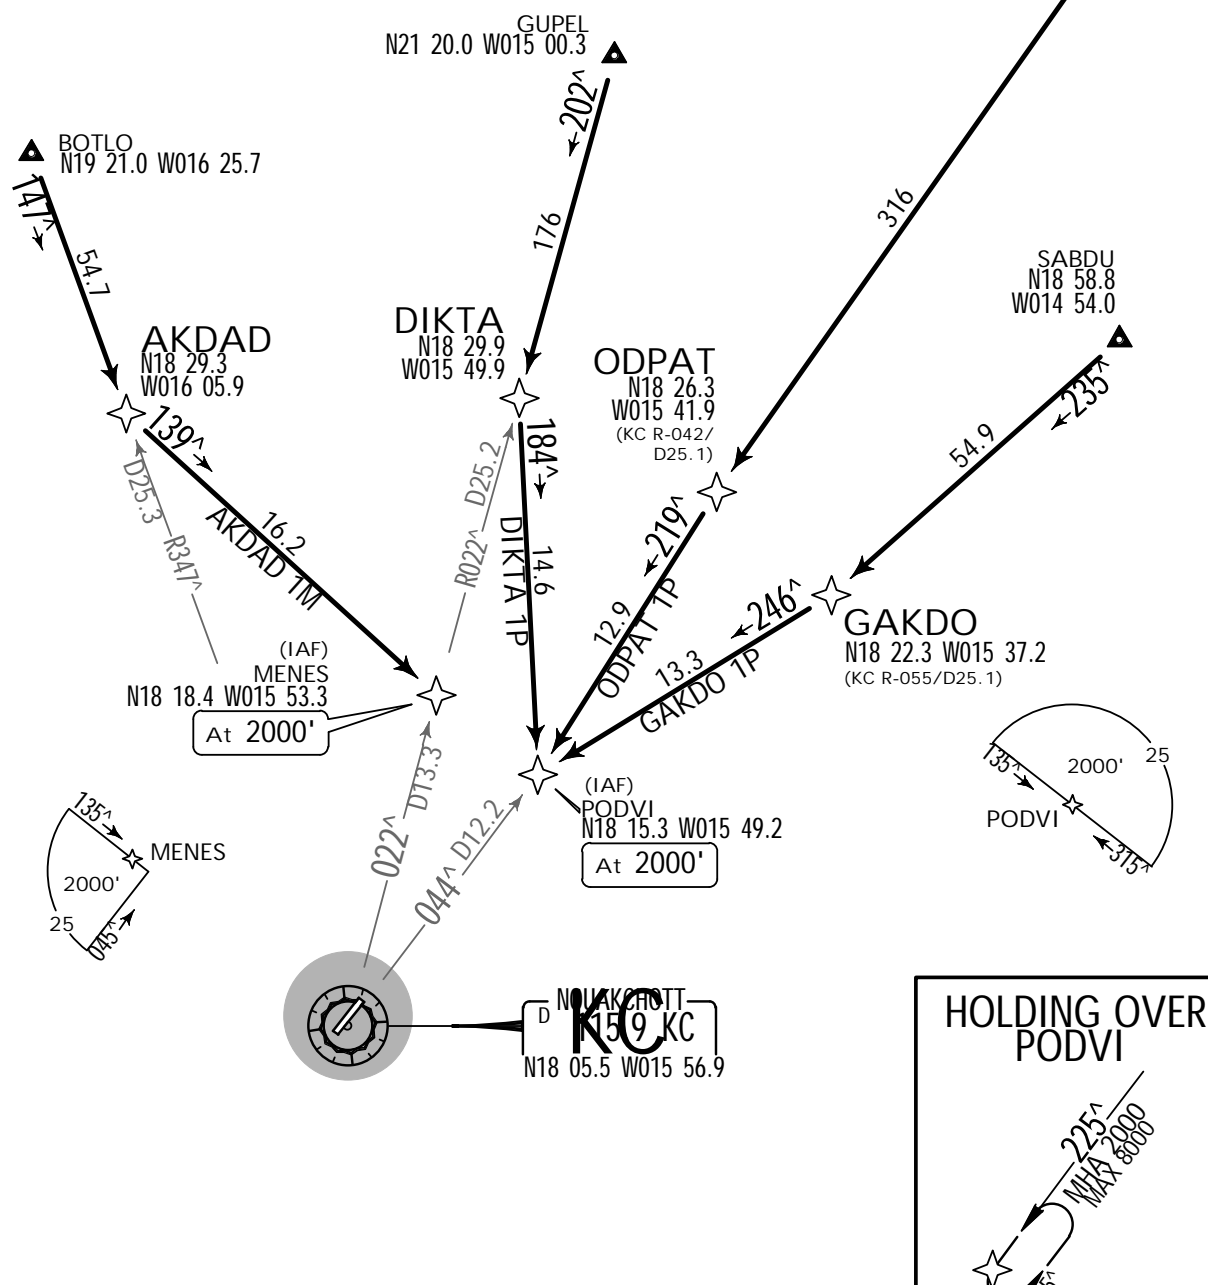 GUPEL
N21 20.0 W015 00.3
←202^
176
BOTLO
N19 21.0 W016 25.7
147^→
54.7
316
SABDU
N18 58.8
W014 54.0
←235^
54.9
AKDAD
N18 29.3
W016 05.9
DIKTA
N18 29.9
W015 49.9
ODPAT
N18 26.3
W015 41.9
(KC R-042/
D25.1)
139^→
16.2
AKDAD 1M
D25.3
R347^
R022^
D25.2
184^→
14.6
DIKTA 1P
←219^
12.9
ODPAT 1P
←246^
13.3
GAKDO 1P
GAKDO
N18 22.3 W015 37.2
(KC R-055/D25.1)
(IAF)
MENES
N18 18.4 W015 53.3
At 2000'
(IAF)
PODVI
N18 15.3 W015 49.2
At 2000'
022^
D13.3
044^
D12.2
135^→
MENES
2000'
25
045^→
135^→
2000'
25
PODVI
←315^
NOUAKCHOTT
D 115.9 KC
KC
N18 05.5 W015 56.9
HOLDING OVER
PODVI
225^
MHA 2000
MAX 8000